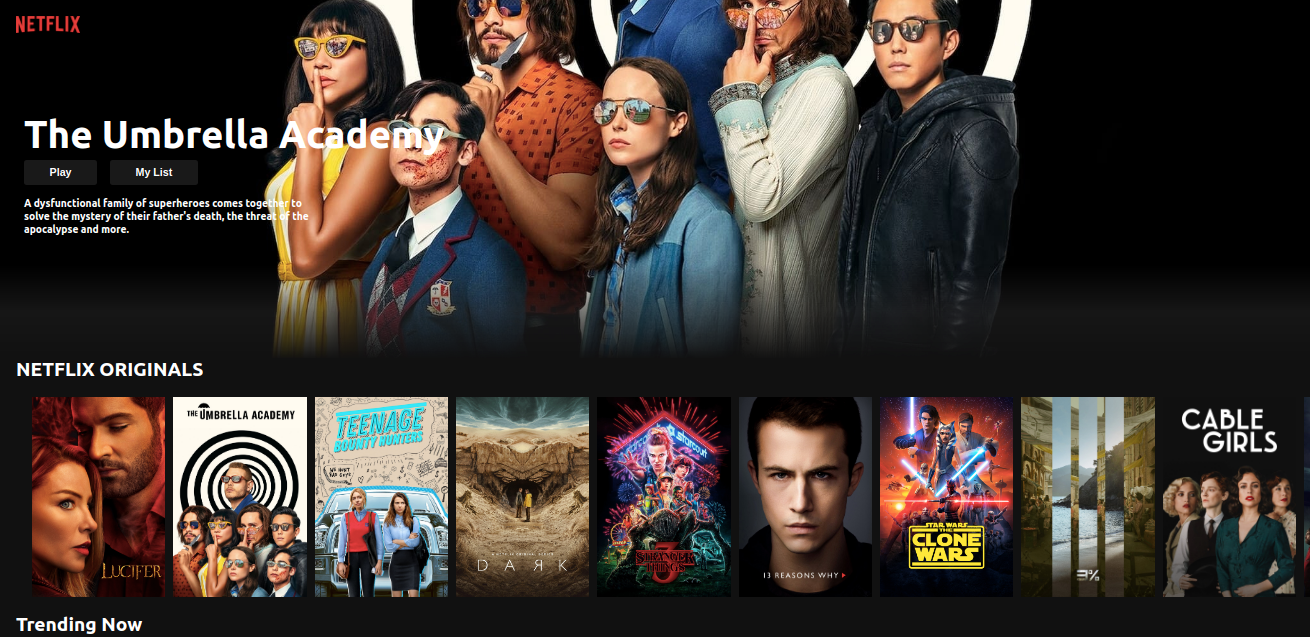 NETFLIX
The Umbrella Academy
Play
My List
A dysfunctional family of superheroes comes together to
solve the mystery of their father's death, the threat of the
apocalypse and more.
NETFLIX ORIGINALS
LUCIFER
THE UMBRELLA ACADEMY
TEENAGE
BOUNTY HUNTERS
DARK
STRANGER
THINGS
3
13 REASONS WHY
STAR WARS
THE
CLONE
WARS
3%
CABLE
GIRLS
Trending Now